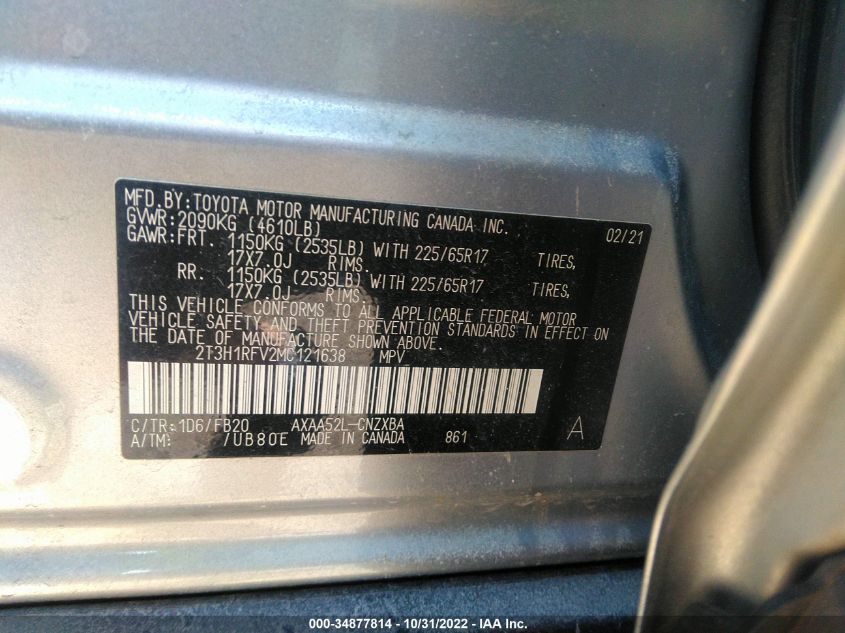 MFD.BY:TOYOTA MOTOR MANUFACTURING CANADA INC.
GVWR:2090KG (4610LB) 02/21
GAWR:FRT. 1150KG (2535LB) WITH 225/65R17 TIRES,
17X7.0J RIMS.
RR. 1150KG (2535LB) WITH 225/65R17 TIRES,
17X7.0J RIMS.
THIS VEHICLE CONFORMS TO ALL APPLICABLE FEDERAL MOTOR
VEHICLE SAFETY AND THEFT PREVENTION STANDARDS IN EFFECT ON
THE DATE OF MANUFACTURE SHOWN ABOVE.
2T3H1RFV2MC121638 MPV
C/TR:1D6/FB20 AXAA52L-CNZXBA
A/TM: /UB80E MADE IN CANADA 861 A
000-34877814 - 10/31/2022 - IAA Inc.